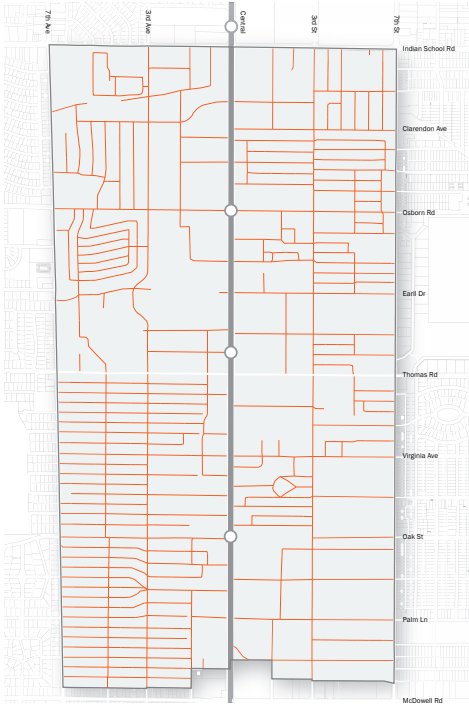 7th Ave
3rd Ave
Central
3rd St
7th St
Indian School Rd
Clarendon Ave
Osborn Rd
Earll Dr
Thomas Rd
Virginia Ave
Oak St
Palm Ln
McDowell Rd